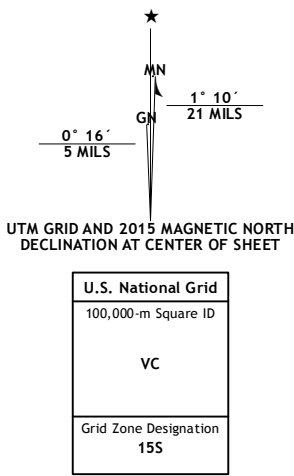 ★
MN
1° 10´
21 MILS
GN
0° 16´
5 MILS
UTM GRID AND 2015 MAGNETIC NORTH
DECLINATION AT CENTER OF SHEET
U.S. National Grid
100,000-m Square ID
VC
Grid Zone Designation
15S